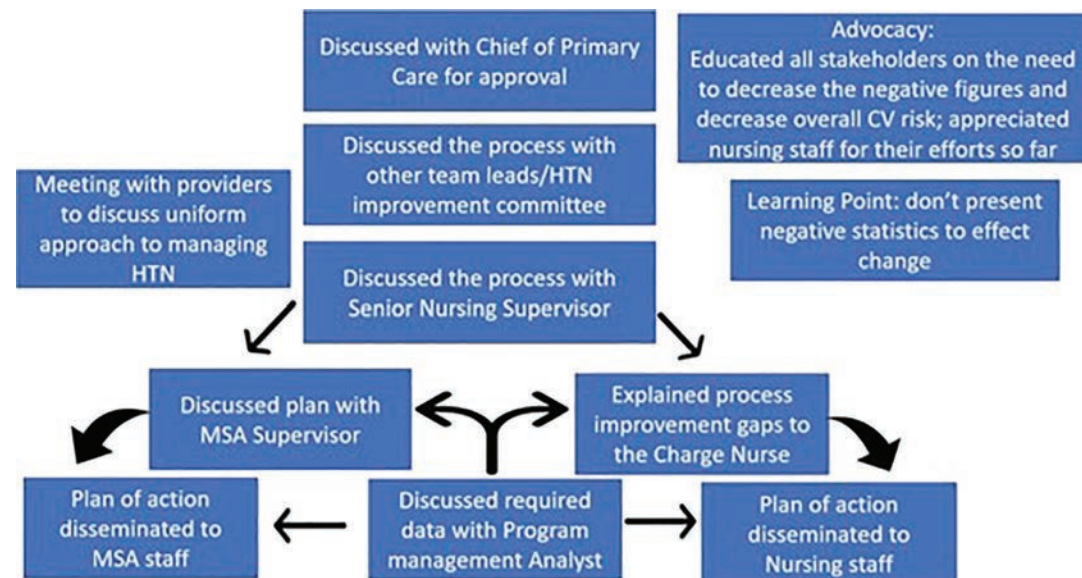 Discussed with Chief of Primary
Care for approval
Advocacy:
Educated all stakeholders on the need
to decrease the negative figures and
decrease overall CV risk; appreciated
nursing staff for their efforts so far
Discussed the process with
other team leads/HTN
improvement committee
Meeting with providers
to discuss uniform
approach to managing
HTN
Learning Point: don't present
negative statistics to effect
change
Discussed the process with
Senior Nursing Supervisor
Discussed plan with
MSA Supervisor
Explained process
improvement gaps to
the Charge Nurse
Plan of action
disseminated to
MSA staff
Discussed required
data with Program
management Analyst
Plan of action
disseminated to
Nursing staff